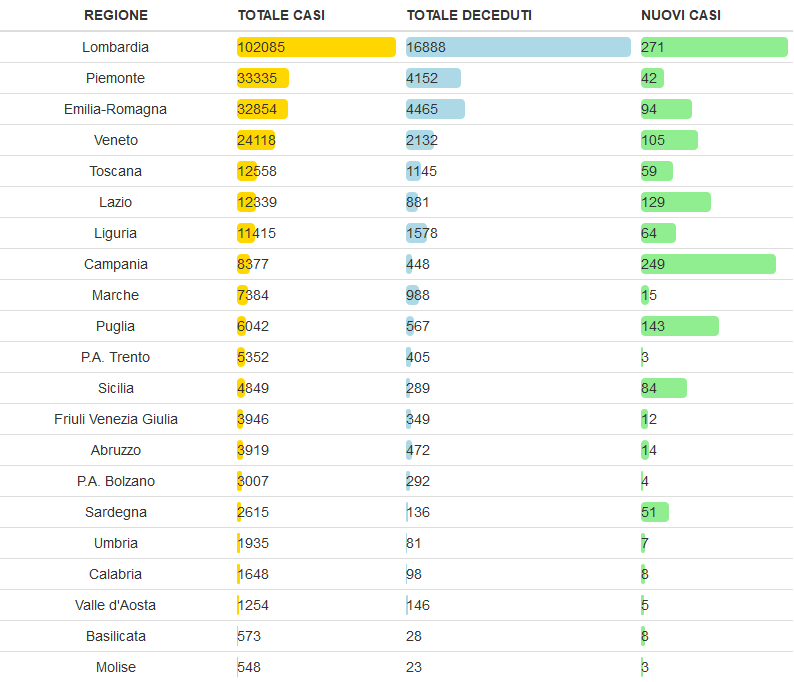 REGIONE TOTALE CASI TOTALE DECEDUTI NUOVI CASI
Lombardia 102085 16888 271
Piemonte 33335 4152 42
Emilia-Romagna 32854 4465 94
Veneto 24118 2132 105
Toscana 12558 1145 59
Lazio 12339 881 129
Liguria 11415 1578 64
Campania 8377 448 249
Marche 7384 988 15
Puglia 6042 567 143
P.A. Trento 5352 405 3
Sicilia 4849 289 84
Friuli Venezia Giulia 3946 349 12
Abruzzo 3919 472 14
P.A. Bolzano 3007 292 4
Sardegna 2615 136 51
Umbria 1935 81 7
Calabria 1648 98 8
Valle d'Aosta 1254 146 5
Basilicata 573 28 8
Molise 548 23 3